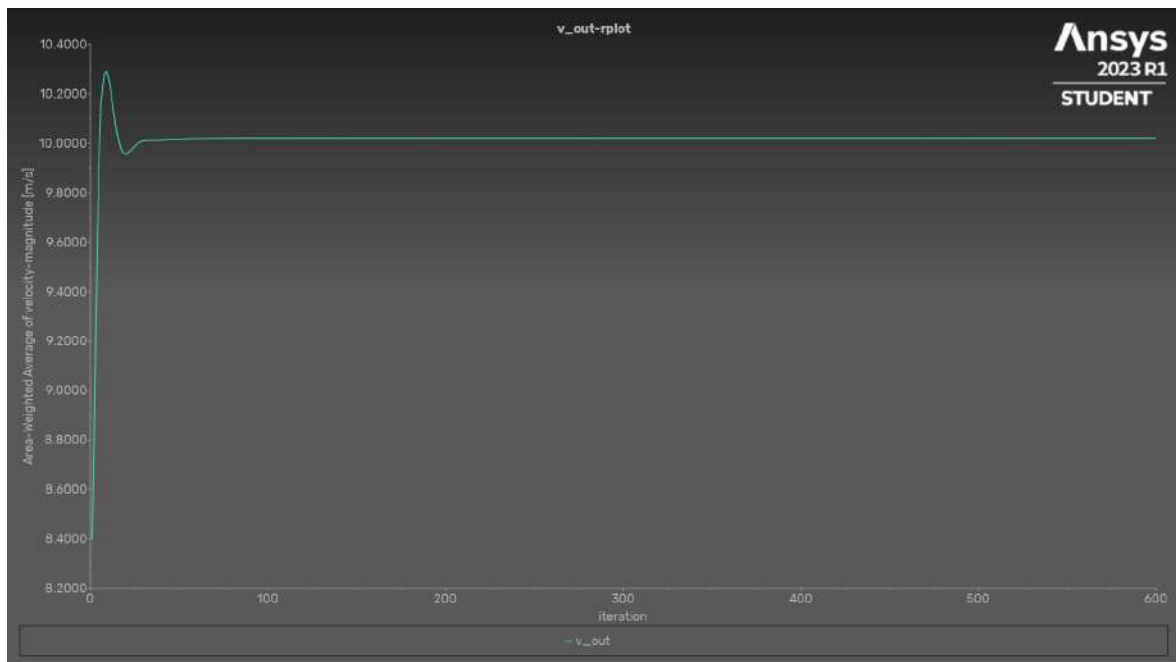 v_out-rplot
Ansys
2023 R1
STUDENT
Area-Weighted Average of velocity-magnitude [m/s]
10.4000
10.2000
10.0000
9.8000
9.6000
9.4000
9.2000
9.0000
8.8000
8.6000
8.4000
8.2000
0 100 200 300 400 500 600
iteration
v_out